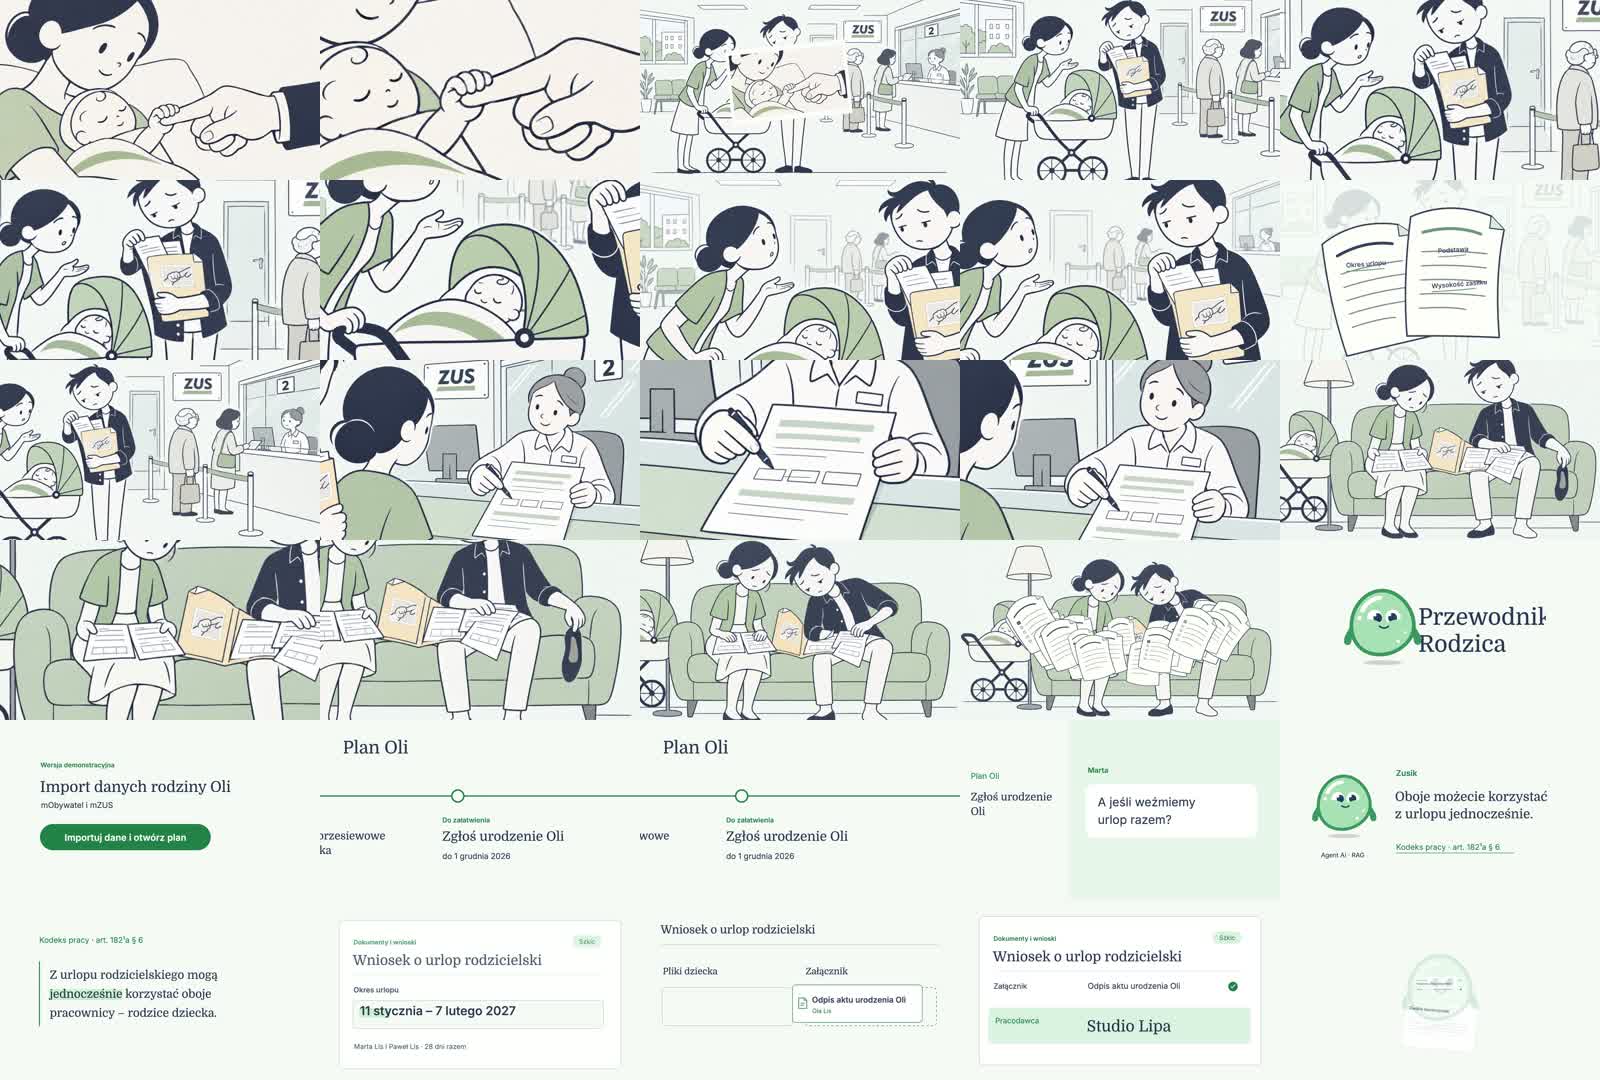 ZUS
2
ZUS
ZUS
ZUS
Okres urlopu
Podstawa
Wysokość zasiłku
ZUS
2
ZUS
2
ZUS
Przewodnik
Rodzica
Wersja demonstracyjna
Import danych rodziny Oli
mObywatel i mZUS
Importuj dane i otwórz plan
Plan Oli
orzesiewowe
ka
Do załatwienia
Zgłoś urodzenie Oli
do 1 grudnia 2026
Plan Oli
wowe
Do załatwienia
Zgłoś urodzenie Oli
do 1 grudnia 2026
Plan Oli
Zgłoś urodzenie
Oli
Marta
A jeśli weźmiemy
urlop razem?
Agent AI · RAG
Zusik
Oboje możecie korzystać
z urlopu jednocześnie.
Kodeks pracy · art. 182¹a § 6
Kodeks pracy · art. 182¹a § 6
Z urlopu rodzicielskiego mogą
jednocześnie korzystać oboje
pracownicy – rodzice dziecka.
Dokumenty i wnioski
Szkic
Wniosek o urlop rodzicielski
Okres urlopu
11 stycznia – 7 lutego 2027
Marta Lis i Paweł Lis · 28 dni razem
Wniosek o urlop rodzicielski
Pliki dziecka
Załącznik
Odpis aktu urodzenia Oli
Ola Lis
Dokumenty i wnioski
Szkic
Wniosek o urlop rodzicielski
Załącznik
Odpis aktu urodzenia Oli
Pracodawca
Studio Lipa